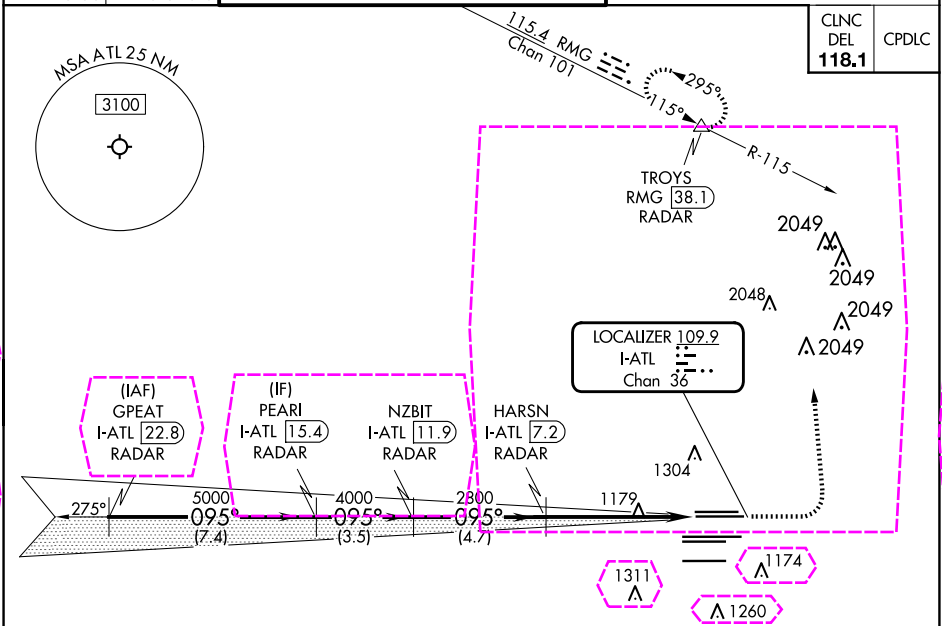 CLNC
DEL
118.1
CPDLC
MSA ATL 25 NM
3100
115.4 RMG
Chan 101
115°
295°
R-115
TROYS
RMG 38.1
RADAR
2049
2049
2048
2049
2049
LOCALIZER 109.9
I-ATL
Chan 36
(IAF)
GPEAT
I-ATL 22.8
RADAR
(IF)
PEARI
I-ATL 15.4
RADAR
NZBIT
I-ATL 11.9
RADAR
HARSN
I-ATL 7.2
RADAR
1304
1179
275°
5000
095°
(7.4)
4000
095°
(3.5)
2800
095°
(4.7)
1311
1174
1260